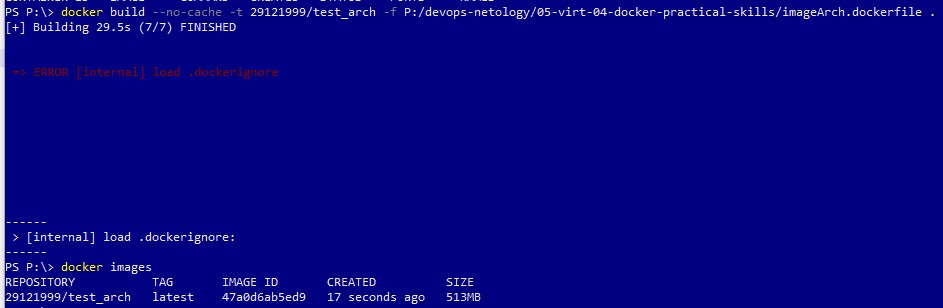 PS P:\> docker build --no-cache -t 29121999/test_arch -f P:/devops-netology/05-virt-04-docker-practical-skills/imageArch.dockerfile .
[+] Building 29.5s (7/7) FINISHED
=> ERROR [internal] load .dockerignore
------
> [internal] load .dockerignore:
------
PS P:\> docker images
REPOSITORY TAG IMAGE ID CREATED SIZE
29121999/test_arch latest 47a0d6ab5ed9 17 seconds ago 513MB